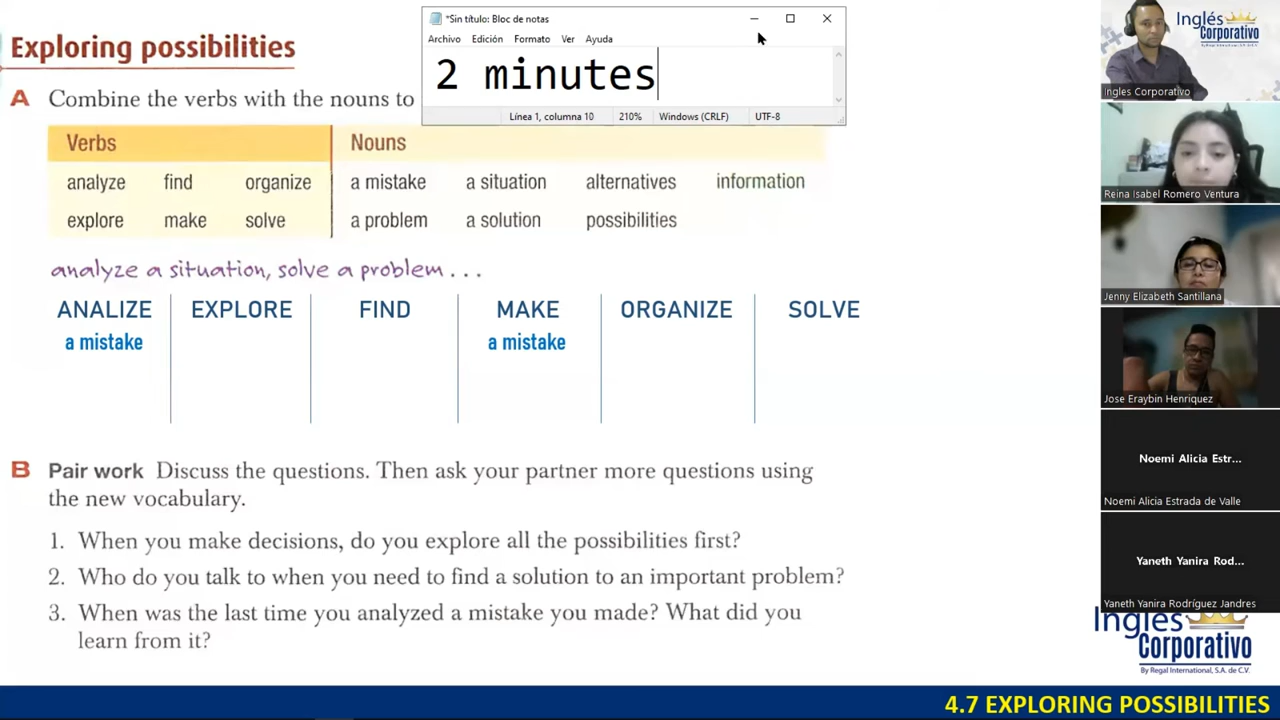 Exploring possibilities
*Sin título: Bloc de notas
Archivo Edición Formato Ver Ayuda
2 minutes
Línea 1, columna 10 210% Windows (CRLF) UTF-8
A Combine the verbs with the nouns to
Verbs Nouns
analyze find organize a mistake a situation alternatives information
explore make solve a problem a solution possibilities
analyze a situation, solve a problem . . .
ANALIZE EXPLORE FIND MAKE ORGANIZE SOLVE
a mistake a mistake
B Pair work Discuss the questions. Then ask your partner more questions using
the new vocabulary.
1. When you make decisions, do you explore all the possibilities first?
2. Who do you talk to when you need to find a solution to an important problem?
3. When was the last time you analyzed a mistake you made? What did you
learn from it?
Inglés
Corporativo
By Regal International, S.A. de C.V.
Ingles Corporativo
Reina Isabel Romero Ventura
Jenny Elizabeth Santillana
Jose Eraybin Henriquez
Noemi Alicia Estr...
Noemi Alicia Estrada de Valle
Yaneth Yanira Rod...
Yaneth Yanira Rodríguez Jandres
Inglés
Corporativo
By Regal International, S.A. de C.V.
4.7 EXPLORING POSSIBILITIES